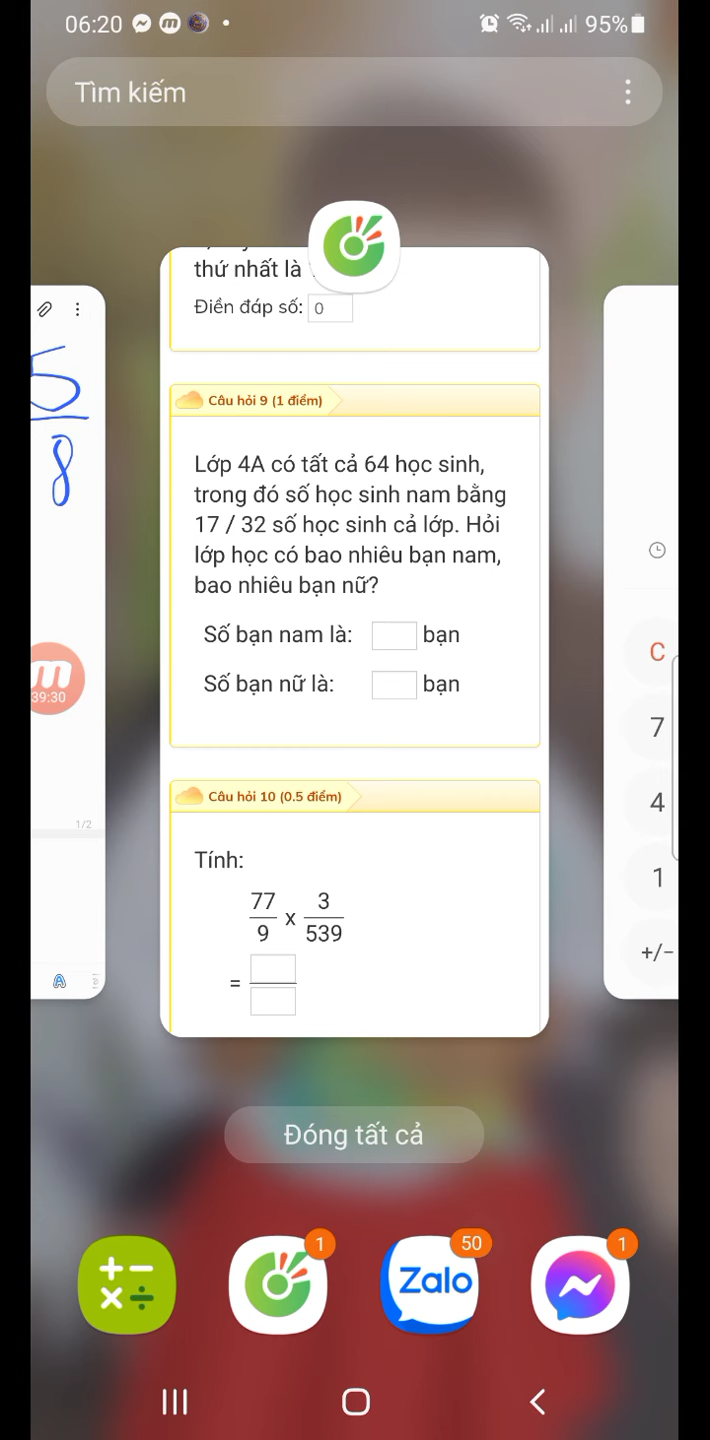 06:20
95%
Tìm kiếm
thứ nhất là
Điền đáp số: 0
5
8
Câu hỏi 9 (1 điểm)
Lớp 4A có tất cả 64 học sinh,
trong đó số học sinh nam bằng
17 / 32 số học sinh cả lớp. Hỏi
lớp học có bao nhiêu bạn nam,
bao nhiêu bạn nữ?
Số bạn nam là: bạn
Số bạn nữ là: bạn
39:30
1/2
C
7
4
1
+/−
Câu hỏi 10 (0.5 điểm)
Tính:
77 3
x
9 539
=
A
Đóng tất cả
1
50
1
Zalo